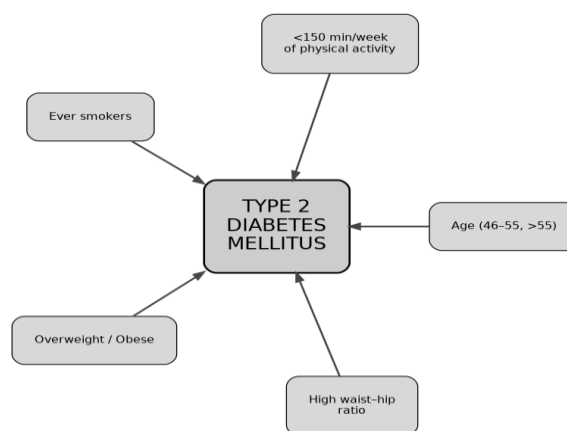 <150 min/week
of physical activity
Ever smokers
TYPE 2
DIABETES
MELLITUS
Age (46–55, >55)
Overweight / Obese
High waist–hip
ratio